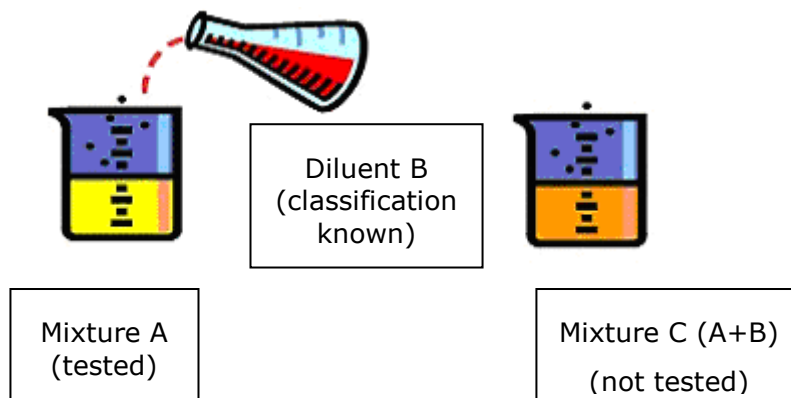 Diluent B
(classification
known)
Mixture A
(tested)
Mixture C (A+B)
(not tested)